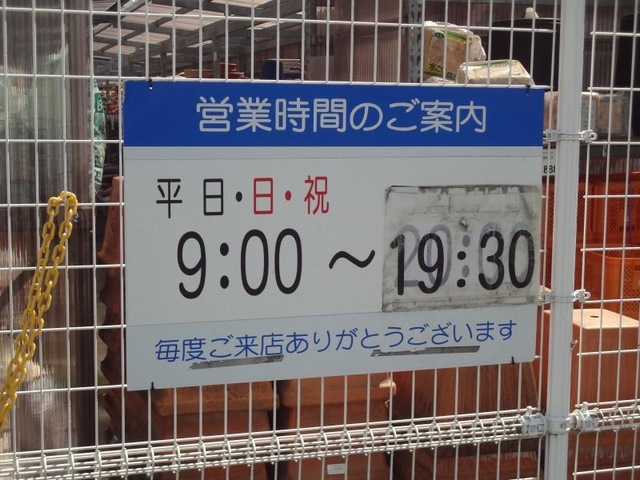 営業時間のご案内
平日・日・祝
9:00～19:30
毎度ご来店ありがとうございます